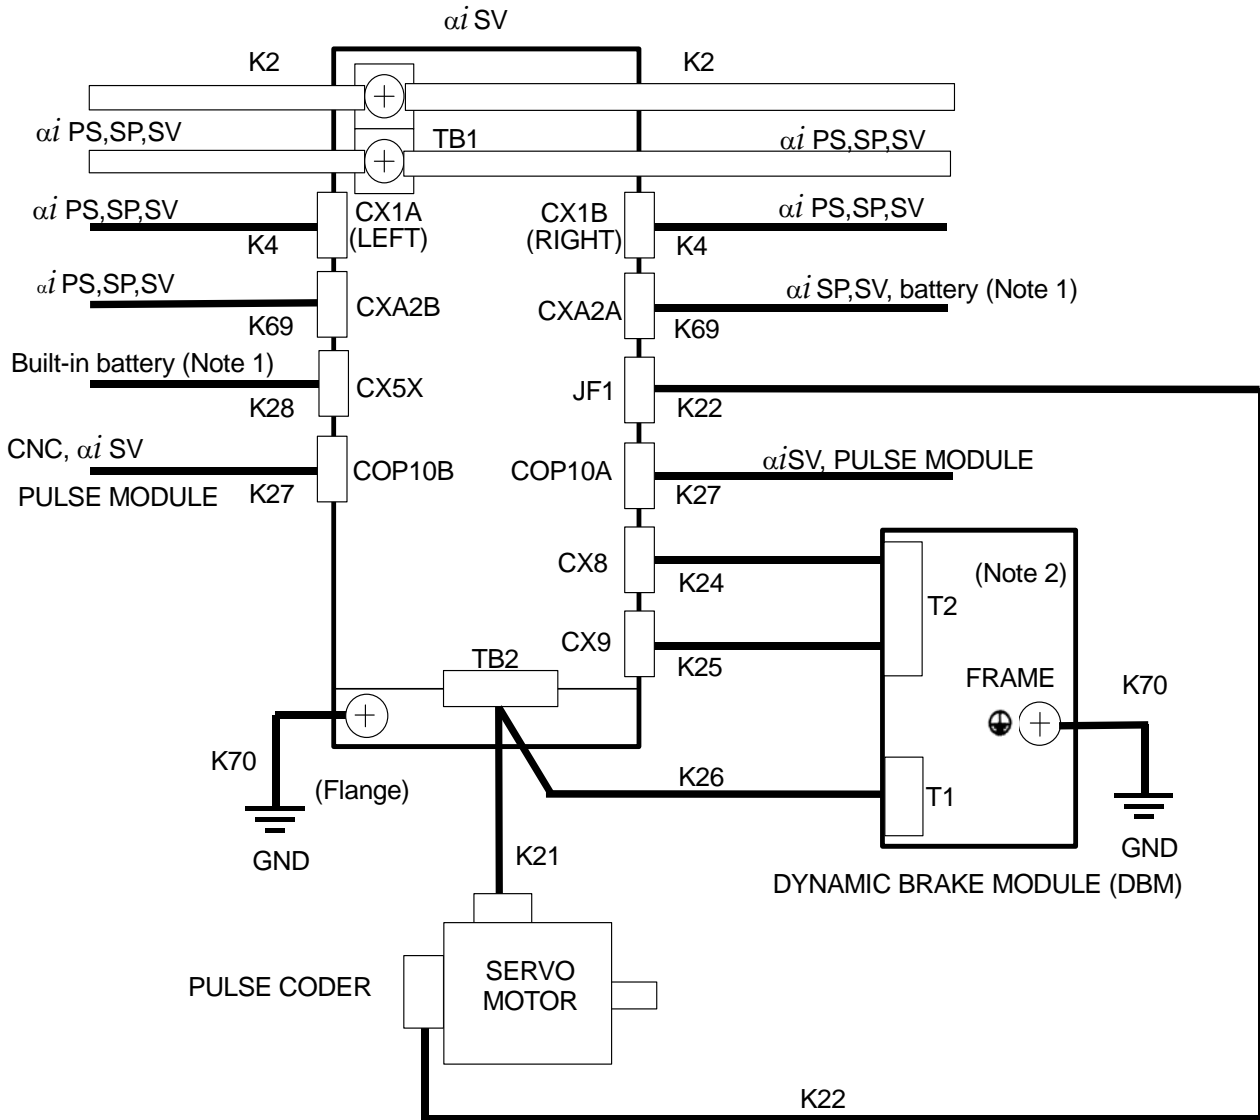 αi SV
K2
K2
αi PS,SP,SV
TB1
αi PS,SP,SV
αi PS,SP,SV
CX1A
(LEFT)
CX1B
(RIGHT)
αi PS,SP,SV
K4
K4
αi PS,SP,SV
CXA2B
CXA2A
αi SP,SV, battery (Note 1)
K69
K69
Built-in battery (Note 1)
CX5X
JF1
K28
K22
CNC, αi SV
PULSE MODULE
K27
COP10B
COP10A
αiSV, PULSE MODULE
K27
CX8
K24
(Note 2)
T2
CX9
K25
TB2
FRAME
K70
K70
(Flange)
GND
K26
T1
GND
K21
DYNAMIC BRAKE MODULE (DBM)
PULSE CODER
SERVO
MOTOR
K22